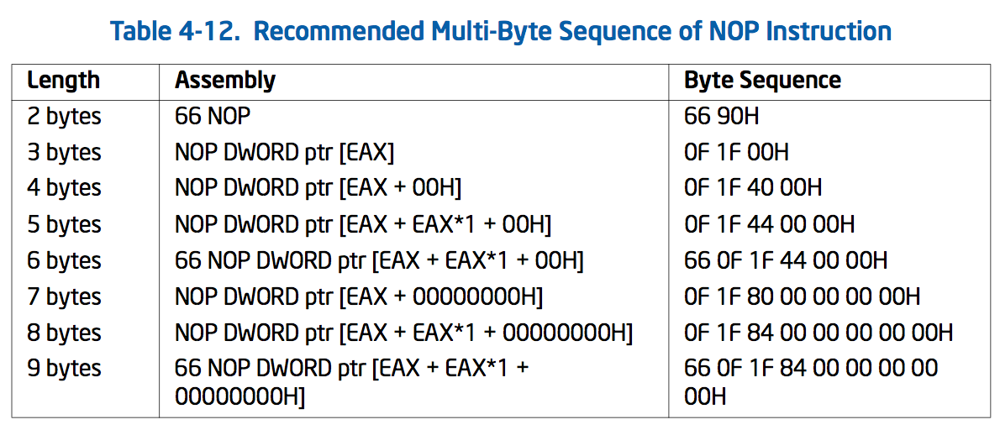 Table 4-12. Recommended Multi-Byte Sequence of NOP Instruction
Length Assembly Byte Sequence
2 bytes 66 NOP 66 90H
3 bytes NOP DWORD ptr [EAX] 0F 1F 00H
4 bytes NOP DWORD ptr [EAX + 00H] 0F 1F 40 00H
5 bytes NOP DWORD ptr [EAX + EAX*1 + 00H] 0F 1F 44 00 00H
6 bytes 66 NOP DWORD ptr [EAX + EAX*1 + 00H] 66 0F 1F 44 00 00H
7 bytes NOP DWORD ptr [EAX + 00000000H] 0F 1F 80 00 00 00 00H
8 bytes NOP DWORD ptr [EAX + EAX*1 + 00000000H] 0F 1F 84 00 00 00 00 00H
9 bytes 66 NOP DWORD ptr [EAX + EAX*1 + 66 0F 1F 84 00 00 00 00
00000000H] 00H